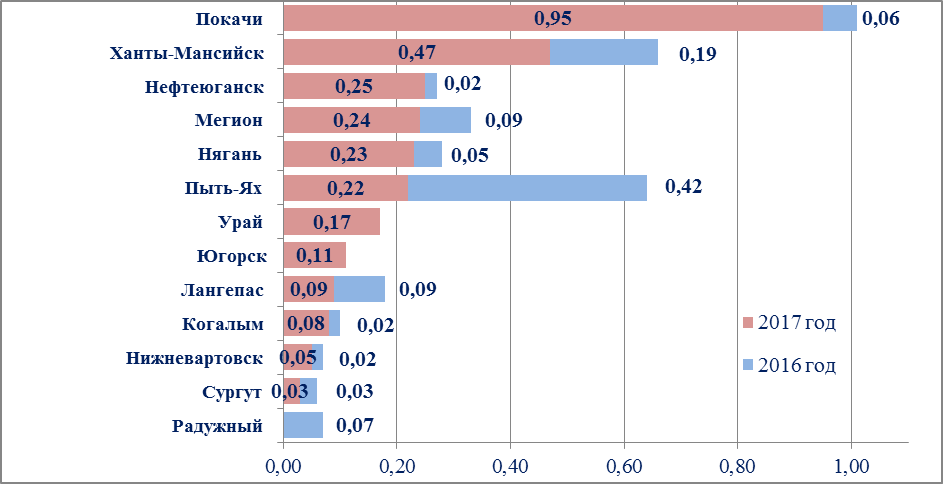 Покачи 0,95 0,06
Ханты-Мансийск 0,47 0,19
Нефтеюганск 0,25 0,02
Мегион 0,24 0,09
Нягань 0,23 0,05
Пыть-Ях 0,22 0,42
Урай 0,17
Югорск 0,11
Лангепас 0,09 0,09
Когалым 0,08 0,02
2017 год
Нижневартовск 0,05 0,02
2016 год
Сургут 0,03 0,03
Радужный 0,07
0,00 0,20 0,40 0,60 0,80 1,00